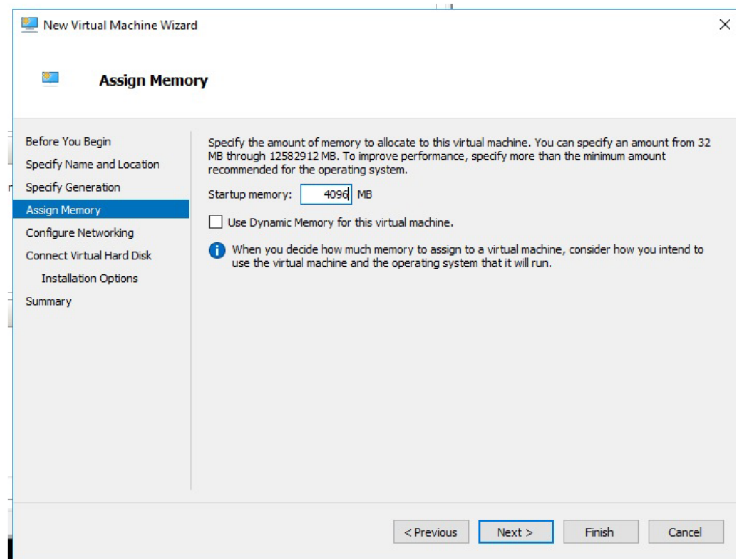 New Virtual Machine Wizard
Assign Memory
Before You Begin
Specify Name and Location
Specify Generation
Assign Memory
Configure Networking
Connect Virtual Hard Disk
Installation Options
Summary
Specify the amount of memory to allocate to this virtual machine. You can specify an amount from 32
MB through 12582912 MB. To improve performance, specify more than the minimum amount
recommended for the operating system.
Startup memory: 4096 MB
Use Dynamic Memory for this virtual machine.
When you decide how much memory to assign to a virtual machine, consider how you intend to
use the virtual machine and the operating system that it will run.
< Previous Next > Finish Cancel